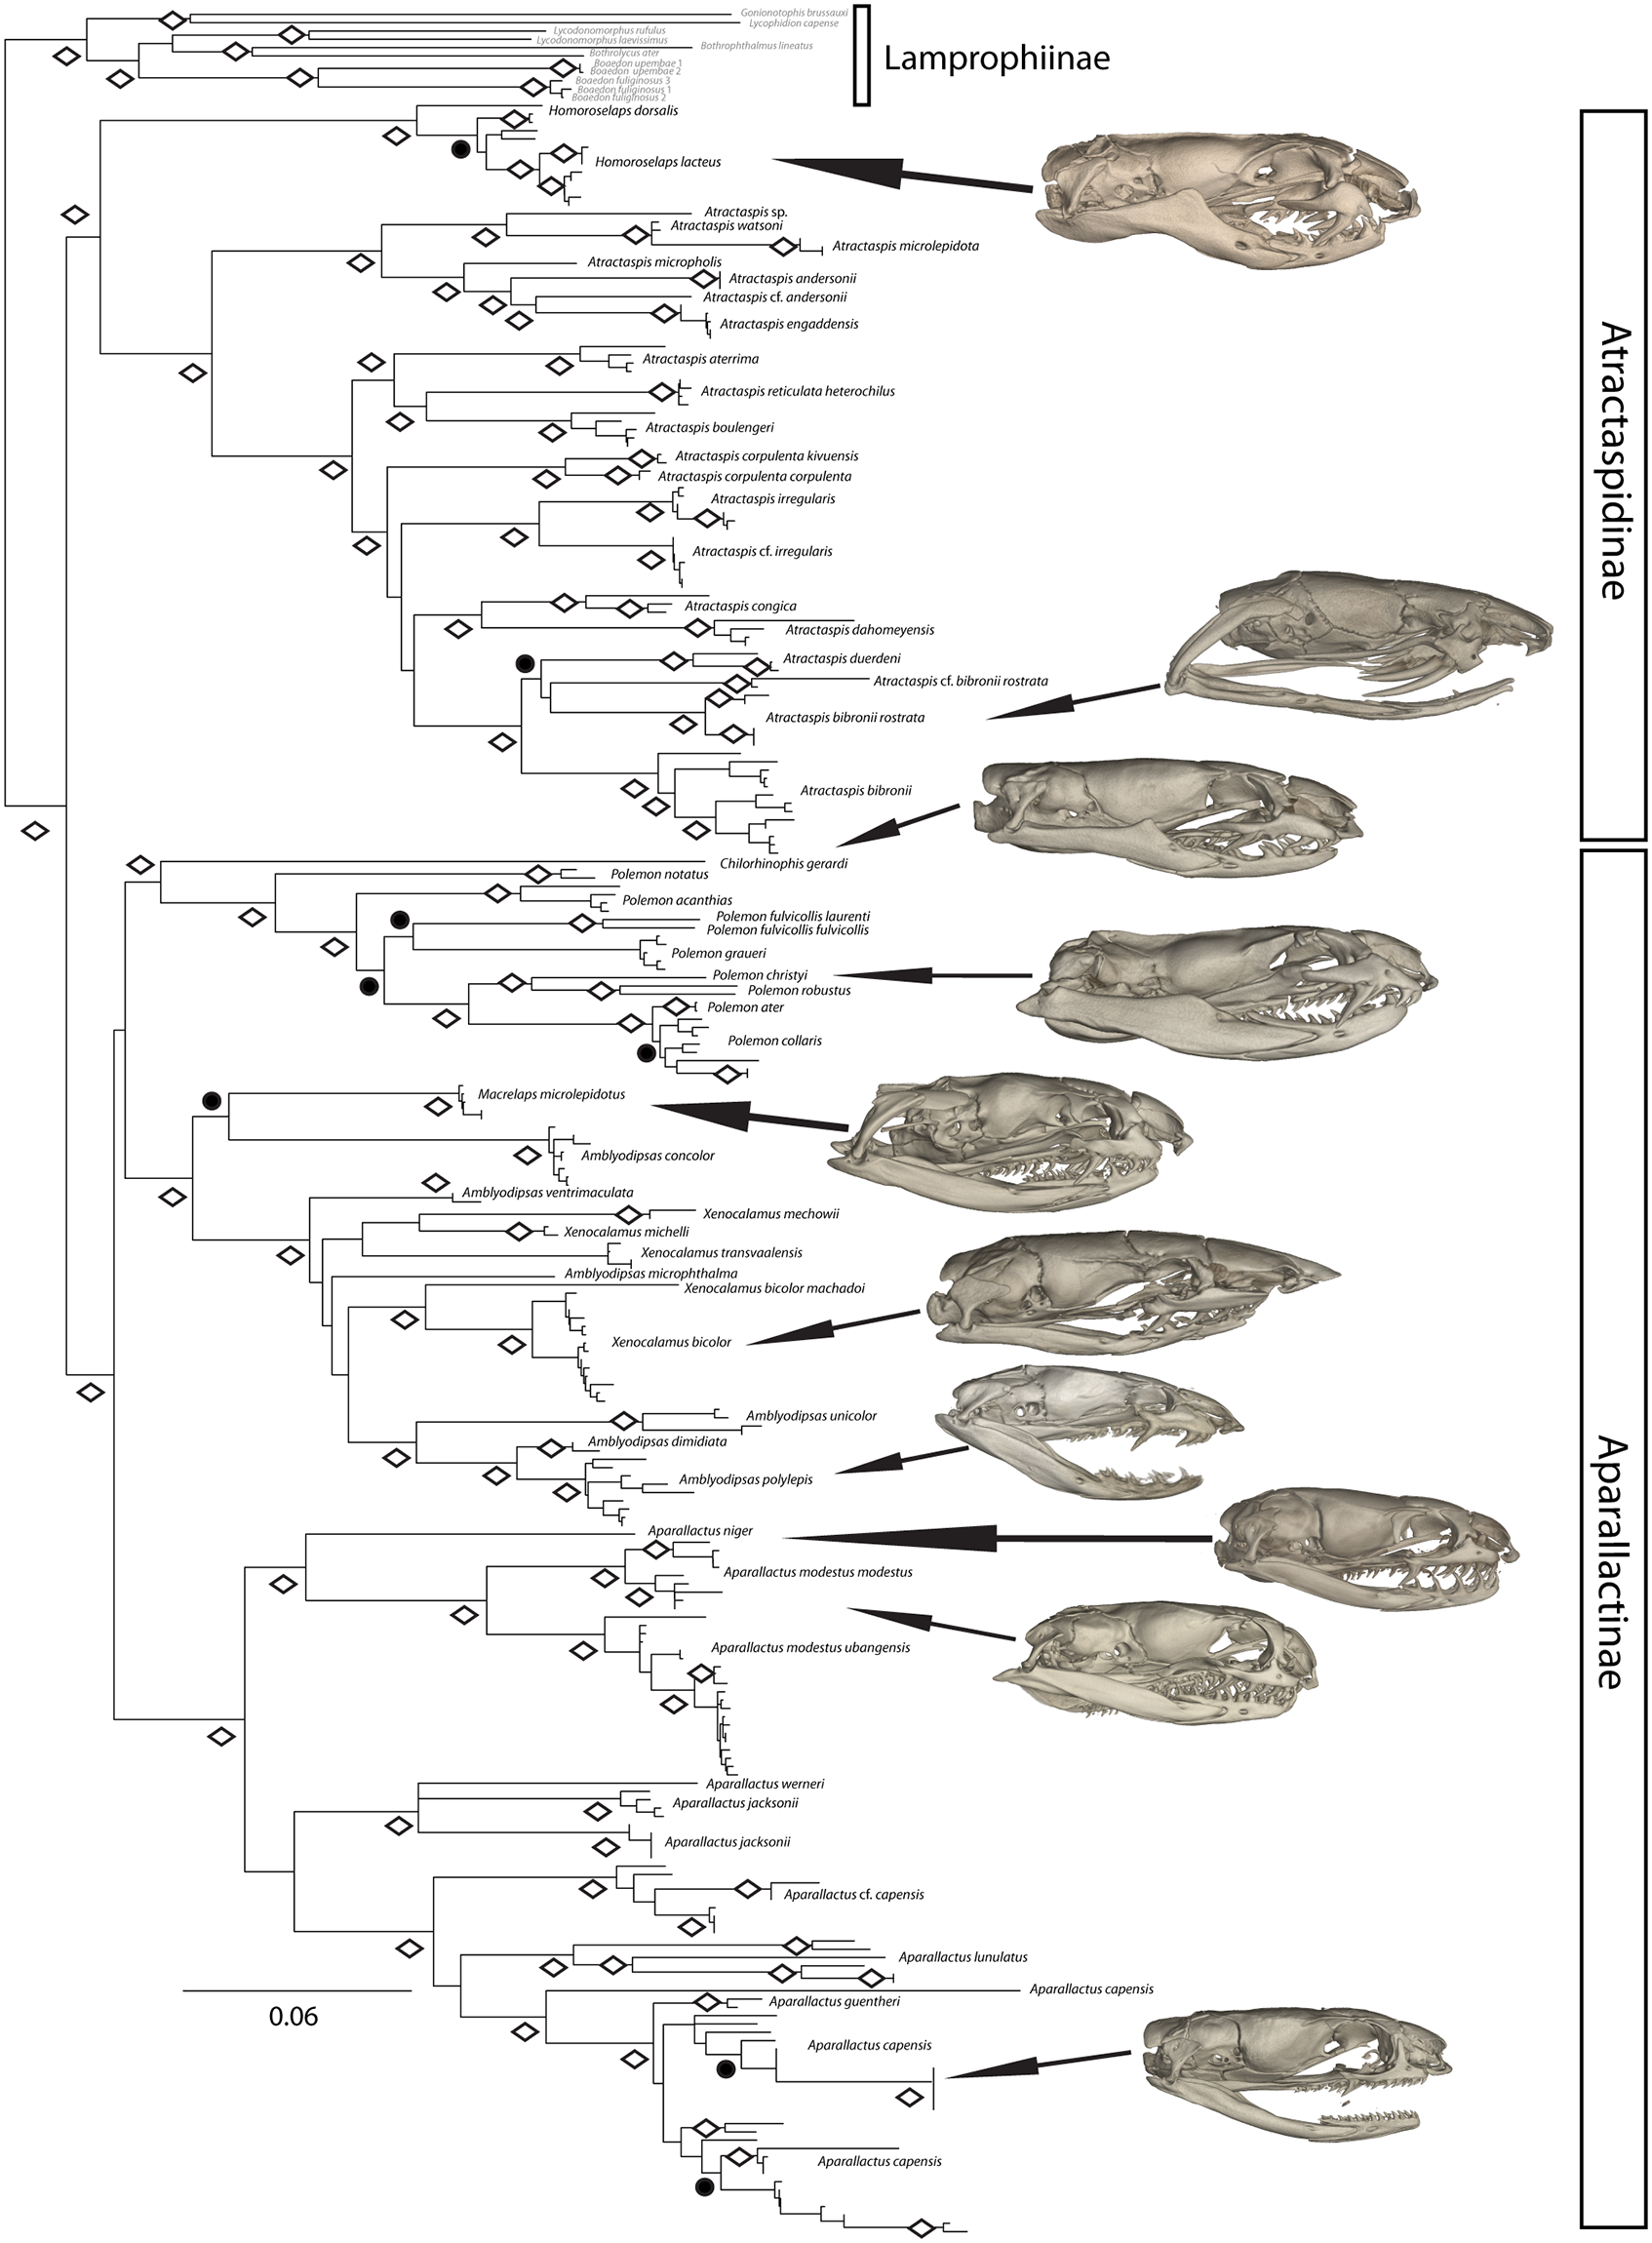 Gonionotophis brussauxi
Lycophidion capense
Lycodonomorphus rufulus
Lycodonomorphus laevissimus
Bothrophthalmus lineatus
Bothrolycus ater
Boaedon upembae 1
Boaedon upembae 2
Boaedon fuliginosus 3
Boaedon fuliginosus 1
Boaedon fuliginosus 2
Lamprophiinae
Homoroselaps dorsalis
Homoroselaps lacteus
Atractaspis sp.
Atractaspis watsoni
Atractaspis microlepidota
Atractaspis micropholis
Atractaspis andersonii
Atractaspis cf. andersonii
Atractaspis engaddensis
Atractaspis aterrima
Atractaspis reticulata heterochilus
Atractaspis boulengeri
Atractaspis corpulenta kivuensis
Atractaspis corpulenta corpulenta
Atractaspis irregularis
Atractaspis cf. irregularis
Atractaspis congica
Atractaspis dahomeyensis
Atractaspis duerdeni
Atractaspis cf. bibronii rostrata
Atractaspis bibronii rostrata
Atractaspis bibronii
Atractaspidinae
Chilorhinophis gerardi
Polemon notatus
Polemon acanthias
Polemon fulvicollis laurenti
Polemon fulvicollis fulvicollis
Polemon graueri
Polemon christyi
Polemon robustus
Polemon ater
Polemon collaris
Macrelaps microlepidotus
Amblyodipsas concolor
Amblyodipsas ventrimaculata
Xenocalamus mechowii
Xenocalamus michelli
Xenocalamus transvaalensis
Amblyodipsas microphthalma
Xenocalamus bicolor machadoi
Xenocalamus bicolor
Amblyodipsas unicolor
Amblyodipsas dimidiata
Amblyodipsas polylepis
Aparallactus niger
Aparallactus modestus modestus
Aparallactus modestus ubangensis
Aparallactus werneri
Aparallactus jacksonii
Aparallactus jacksonii
Aparallactus cf. capensis
Aparallactus lunulatus
Aparallactus capensis
Aparallactus guentheri
Aparallactus capensis
Aparallactus capensis
Aparallactinae
0.06